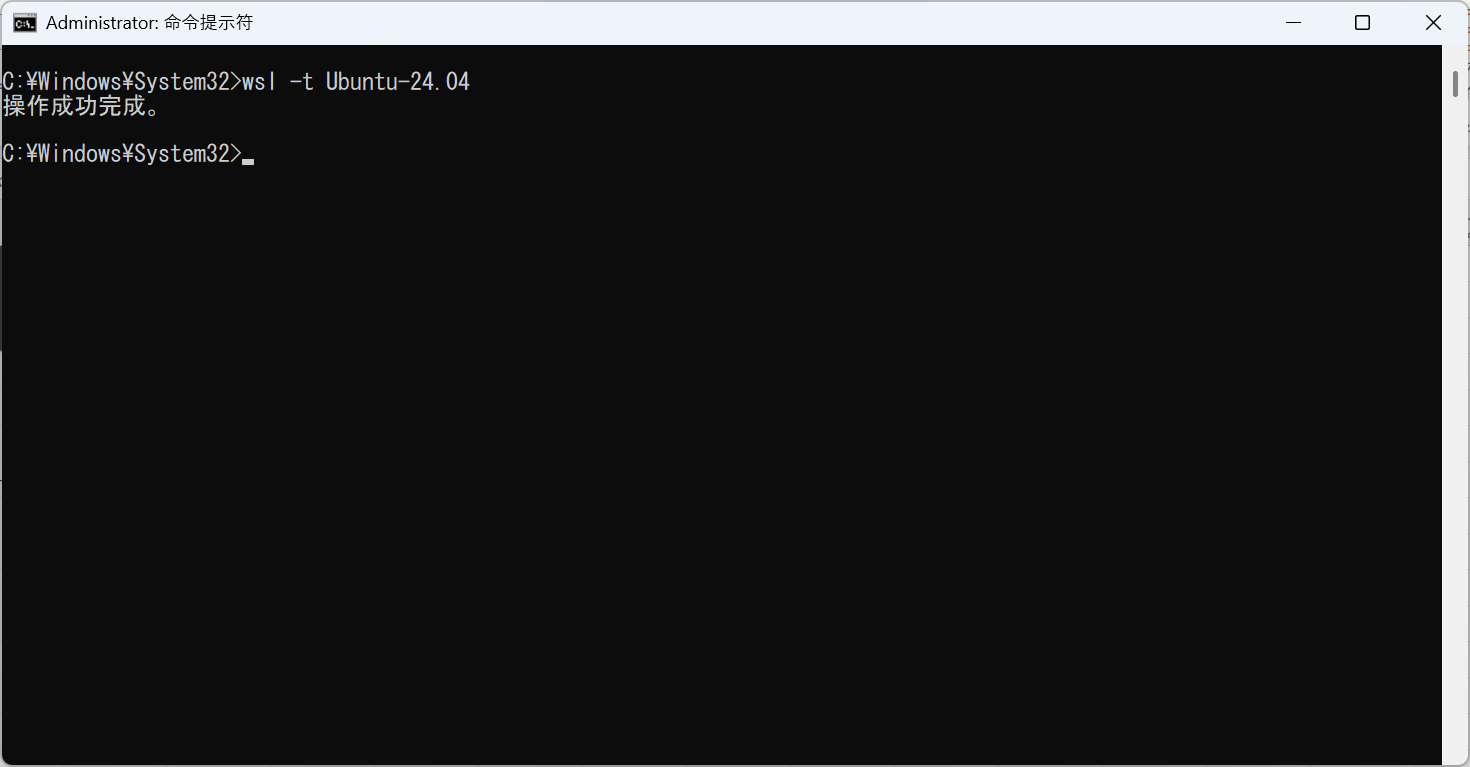 Administrator: 命令提示符
C:¥Windows¥System32>wsl -t Ubuntu-24.04
操作成功完成。
C:¥Windows¥System32>